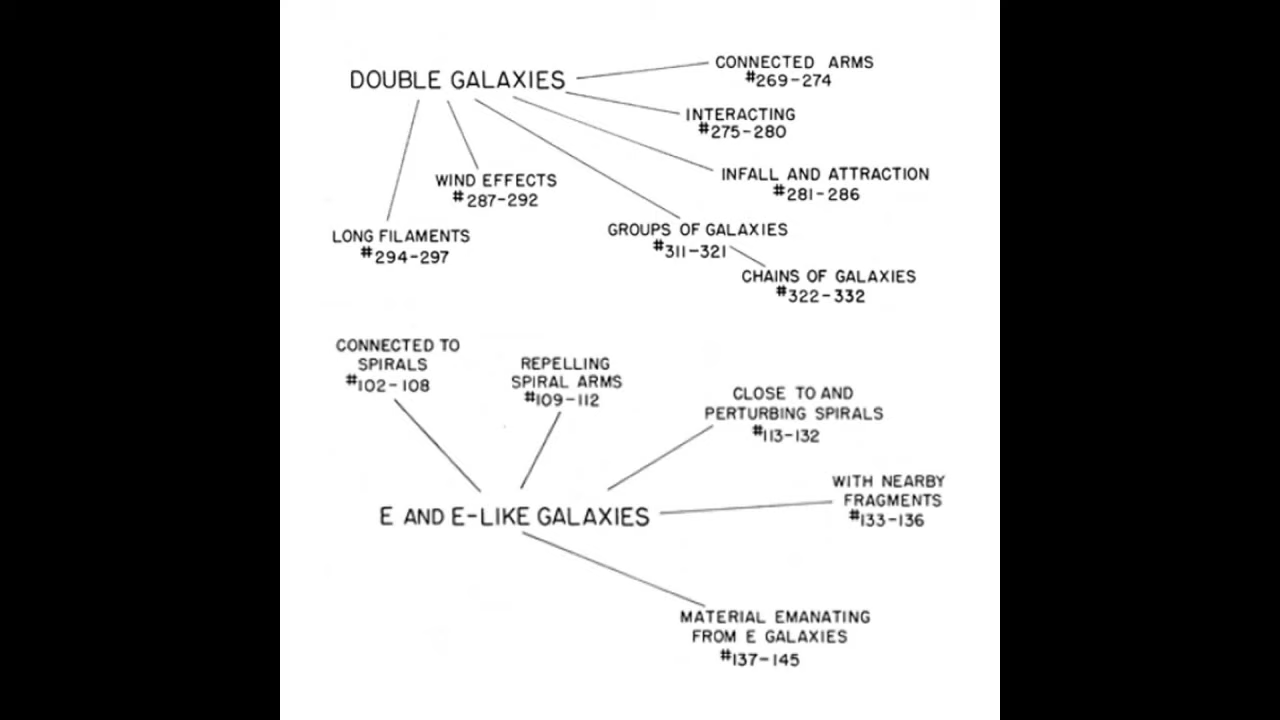 DOUBLE GALAXIES
CONNECTED ARMS
#269-274
INTERACTING
#275-280
INFALL AND ATTRACTION
#281-286
WIND EFFECTS
#287-292
GROUPS OF GALAXIES
#311-321
LONG FILAMENTS
#294-297
CHAINS OF GALAXIES
#322-332
CONNECTED TO
SPIRALS
#102-108
REPELLING
SPIRAL ARMS
#109-112
CLOSE TO AND
PERTURBING SPIRALS
#113-132
WITH NEARBY
FRAGMENTS
#133-136
E AND E-LIKE GALAXIES
MATERIAL EMANATING
FROM E GALAXIES
#137-145